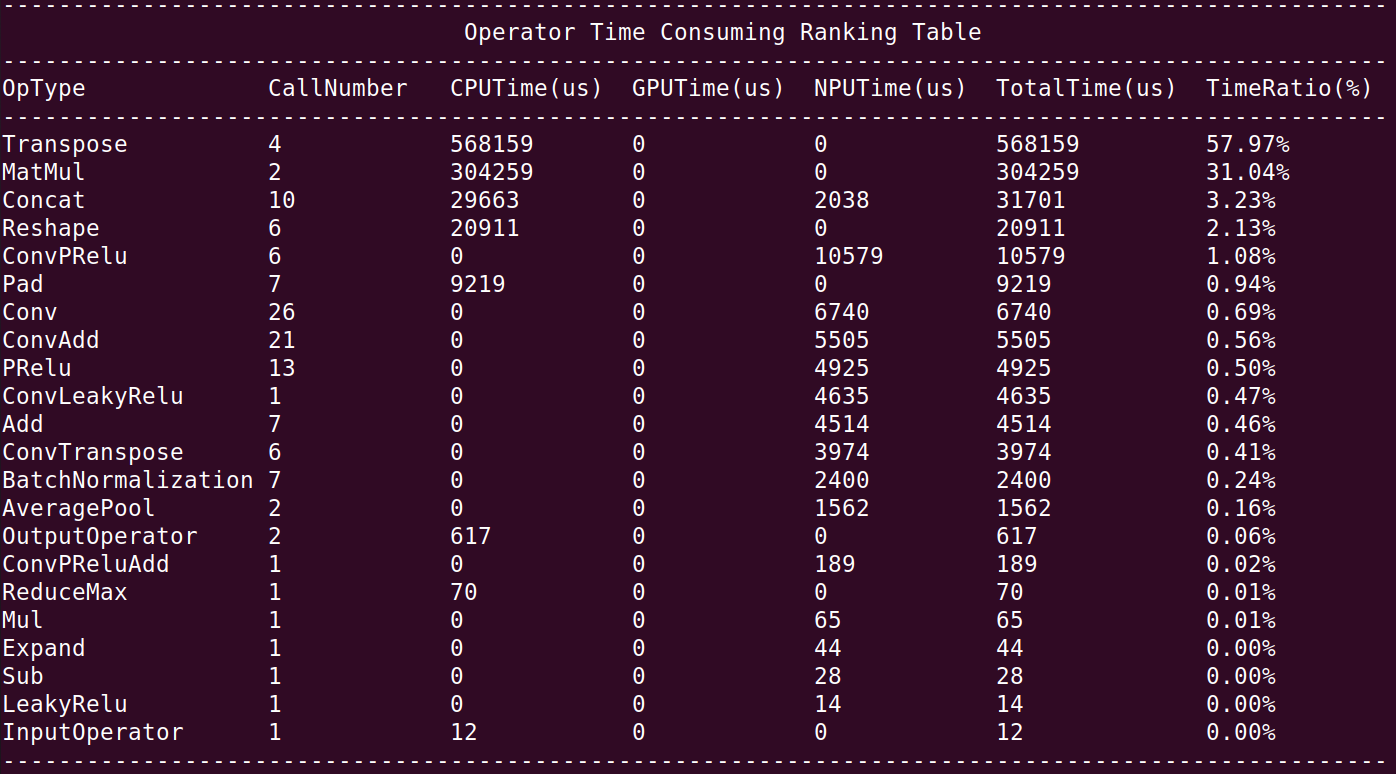 ---------------------------------------------------------------------------------------------------
Operator Time Consuming Ranking Table
---------------------------------------------------------------------------------------------------
OpType             CallNumber   CPUTime(us)  GPUTime(us)  NPUTime(us)  TotalTime(us)  TimeRatio(%)
---------------------------------------------------------------------------------------------------
Transpose          4            568159       0            0            568159         57.97%
MatMul             2            304259       0            0            304259         31.04%
Concat             10           29663        0            2038         31701          3.23%
Reshape            6            20911        0            0            20911          2.13%
ConvPRelu          6            0            0            10579        10579          1.08%
Pad                7            9219         0            0            9219           0.94%
Conv               26           0            0            6740         6740           0.69%
ConvAdd            21           0            0            5505         5505           0.56%
PRelu              13           0            0            4925         4925           0.50%
ConvLeakyRelu      1            0            0            4635         4635           0.47%
Add                7            0            0            4514         4514           0.46%
ConvTranspose      6            0            0            3974         3974           0.41%
BatchNormalization 7            0            0            2400         2400           0.24%
AveragePool        2            0            0            1562         1562           0.16%
OutputOperator     2            617          0            0            617            0.06%
ConvPReluAdd       1            0            0            189          189            0.02%
ReduceMax          1            70           0            0            70             0.01%
Mul                1            0            0            65           65             0.01%
Expand             1            0            0            44           44             0.00%
Sub                1            0            0            28           28             0.00%
LeakyRelu          1            0            0            14           14             0.00%
InputOperator      1            12           0            0            12             0.00%
---------------------------------------------------------------------------------------------------